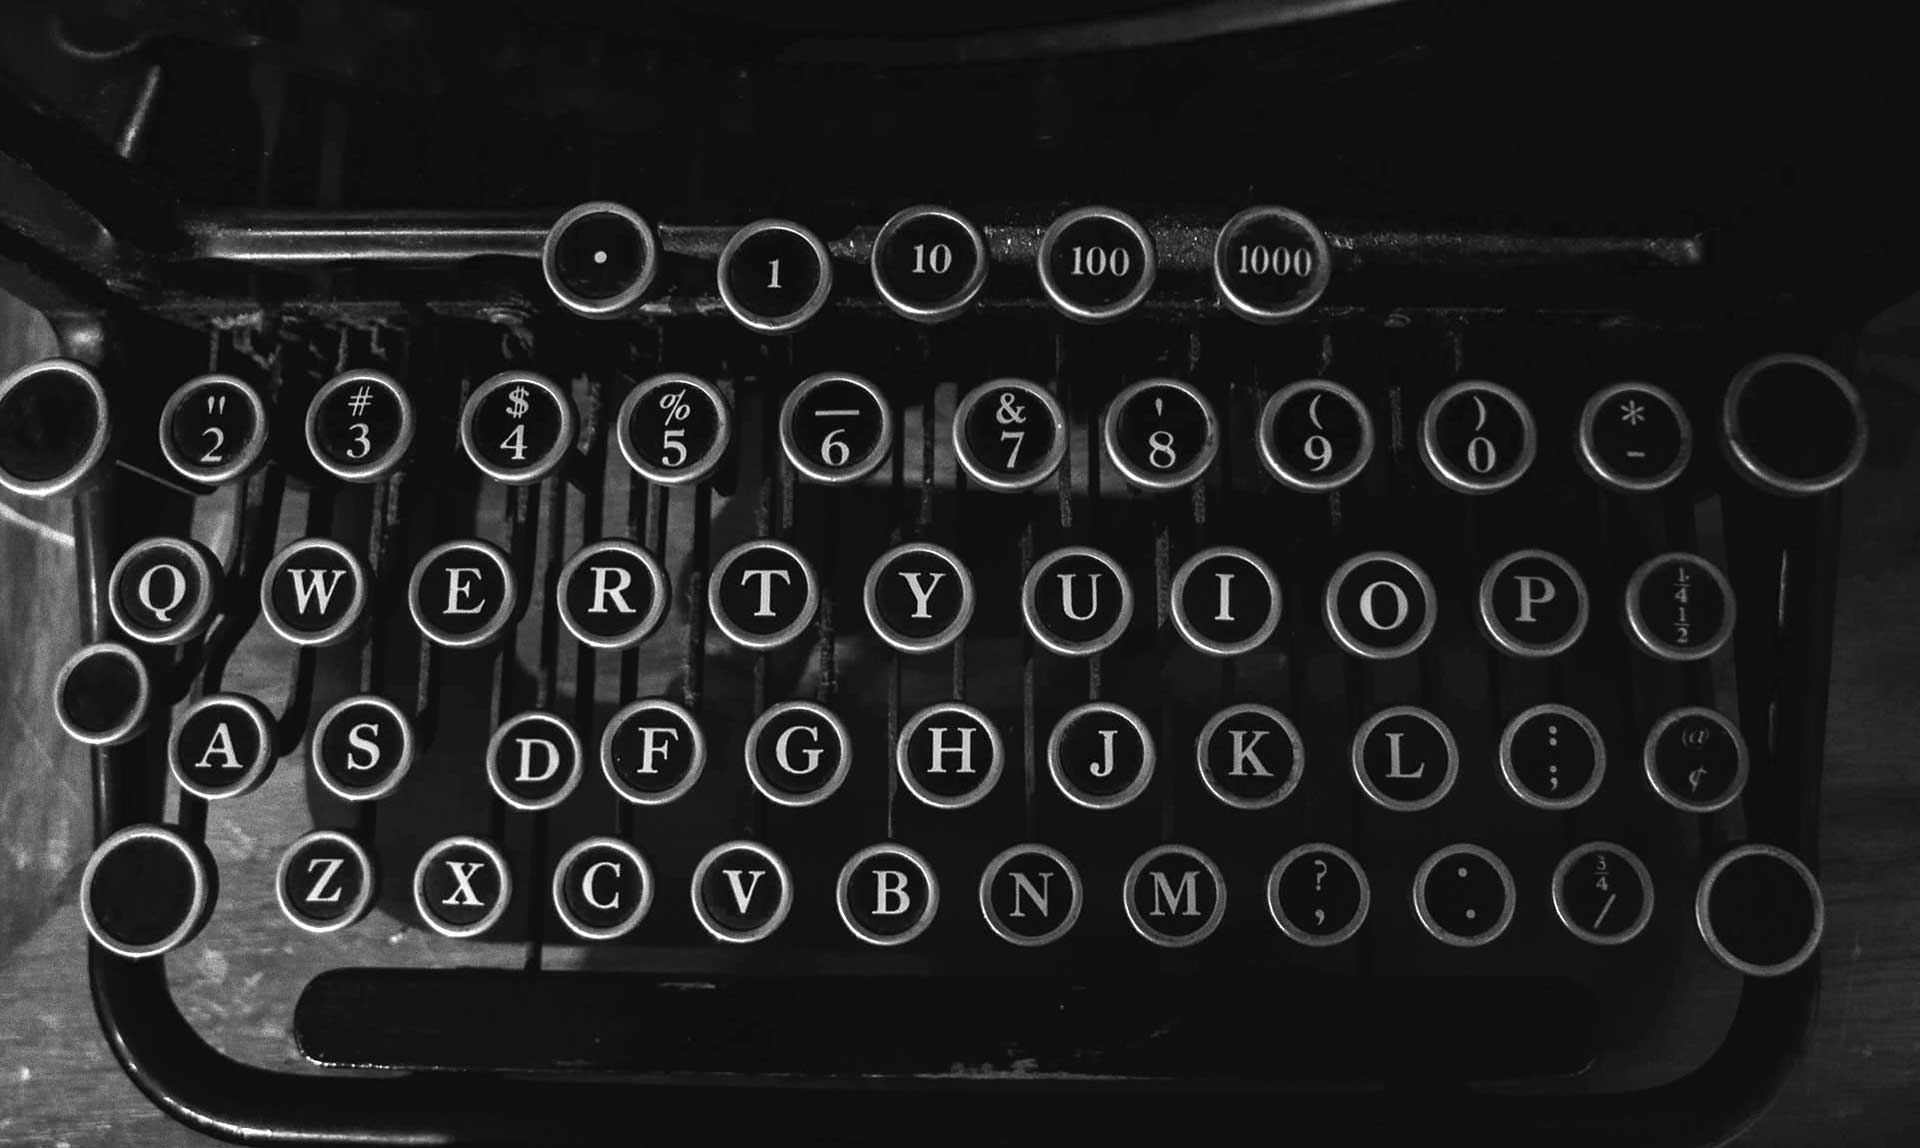 . 1 10 100 1000
" # $ % _ & ' ( ) *
2 3 4 5 6 7 8 9 0 -
Q W E R T Y U I O P ¼ ½
A S D F G H J K L : ; @ ¢
Z X C V B N M ? , . . ¾ /